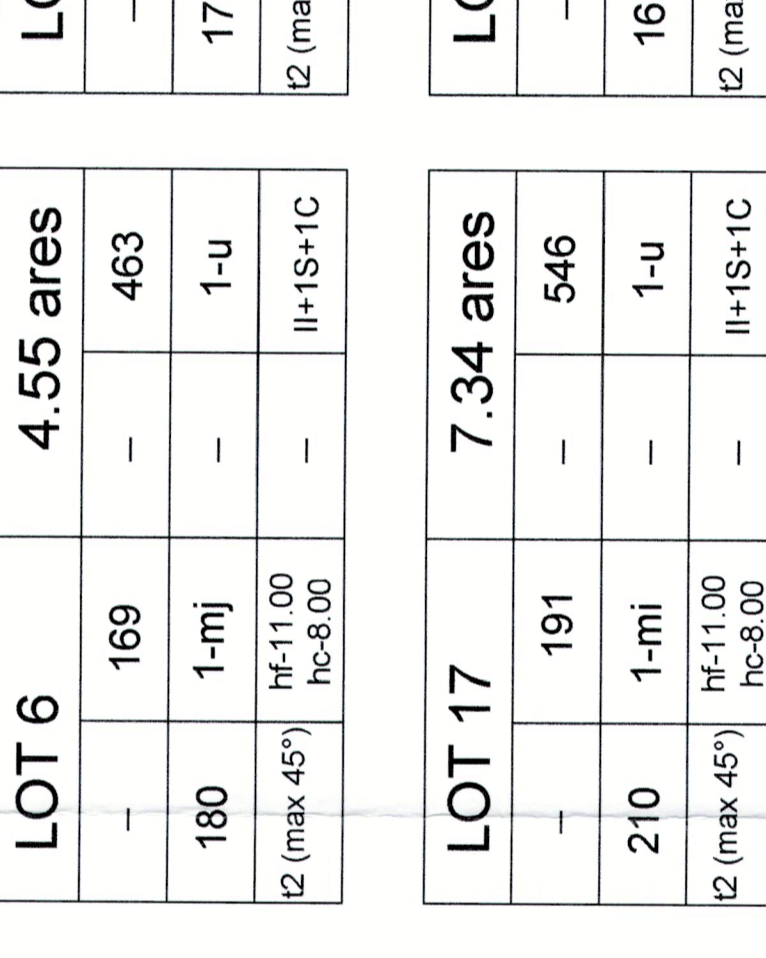 LOT 6 4.55 ares
– 169 – 463
180 1-mj – 1-u
t2 (max 45°) hf-11.00 – II+1S+1C
hc-8.00
LOT 17 7.34 ares
– 191 – 546
210 1-mi – 1-u
t2 (max 45°) hf-11.00 – II+1S+1C
hc-8.00